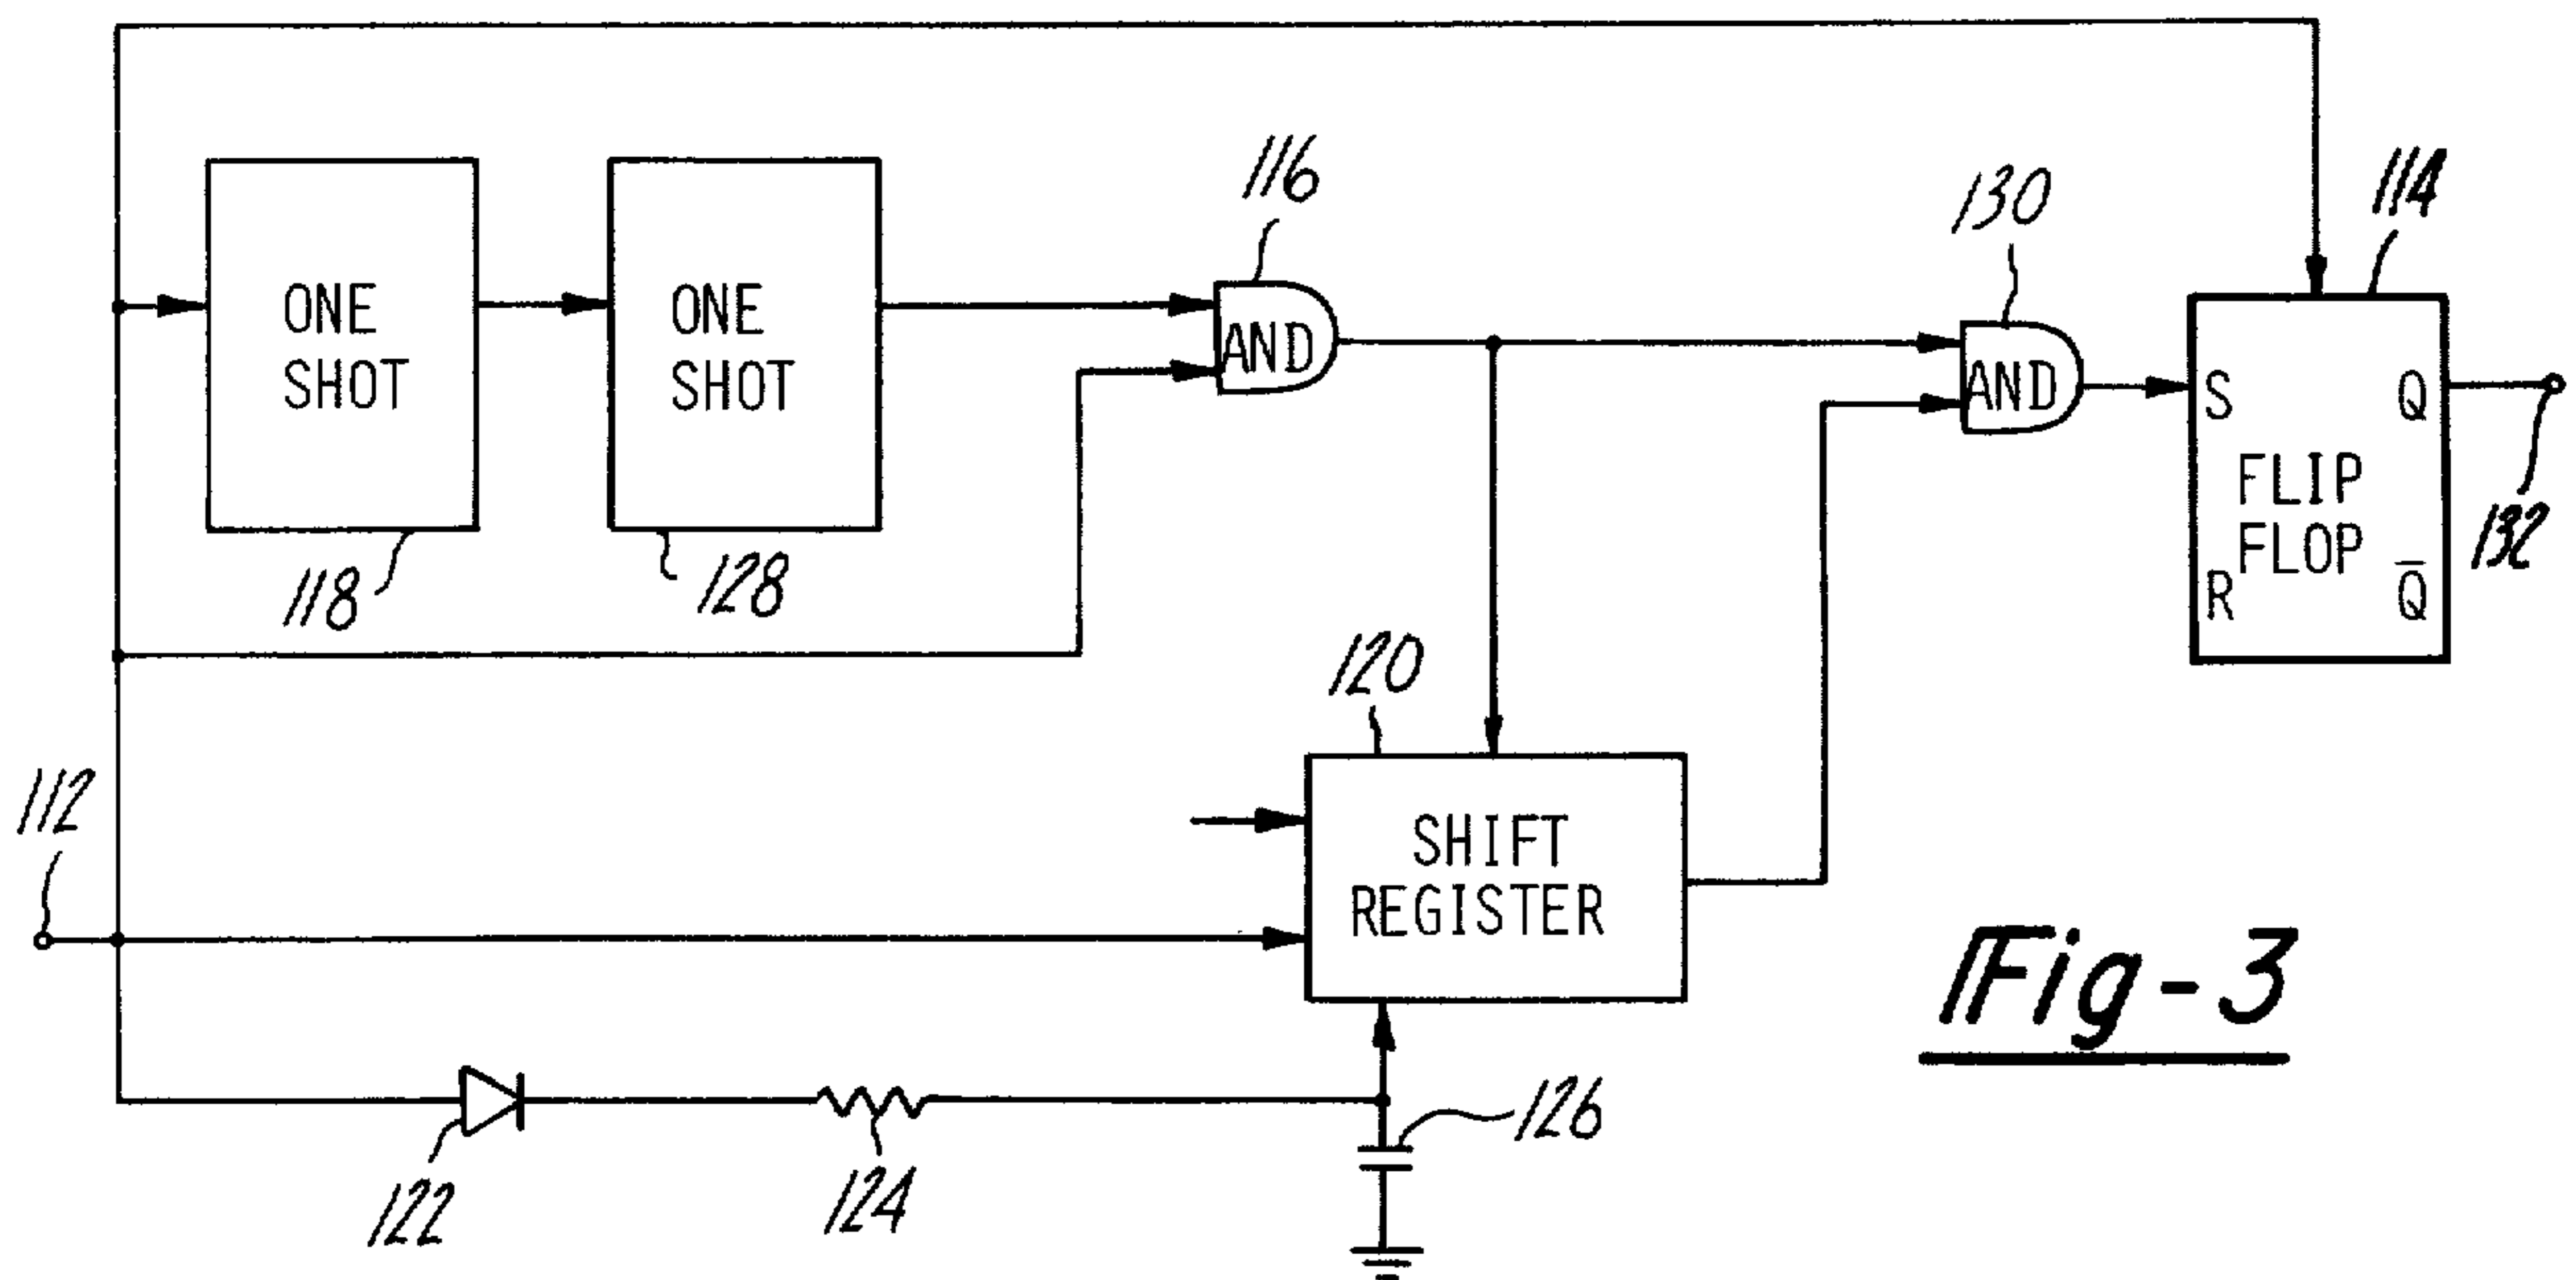 116
130
114
ONE
SHOT
ONE
SHOT
AND
AND
S
Q
FLIP
FLOP
R
Q̅
132
118
128
120
112
SHIFT
REGISTER
Fig-3
122
124
126